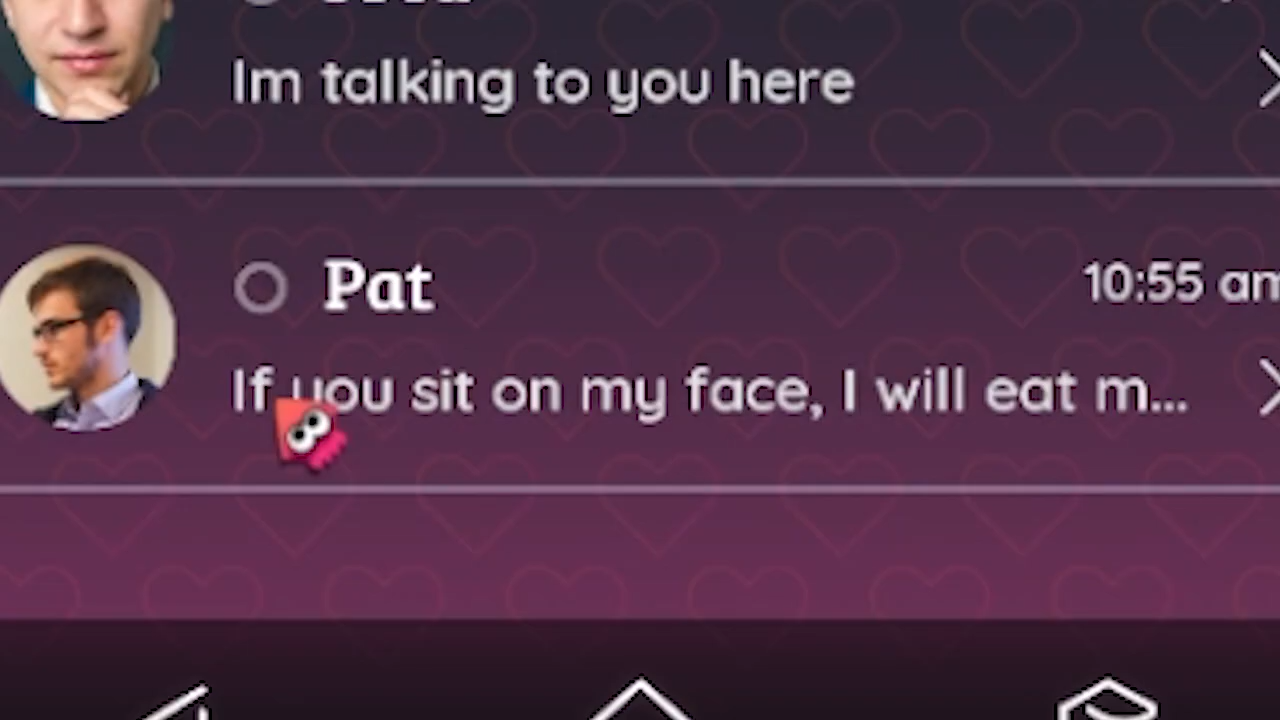 Im talking to you here
Pat
10:55 am
If you sit on my face, I will eat m...